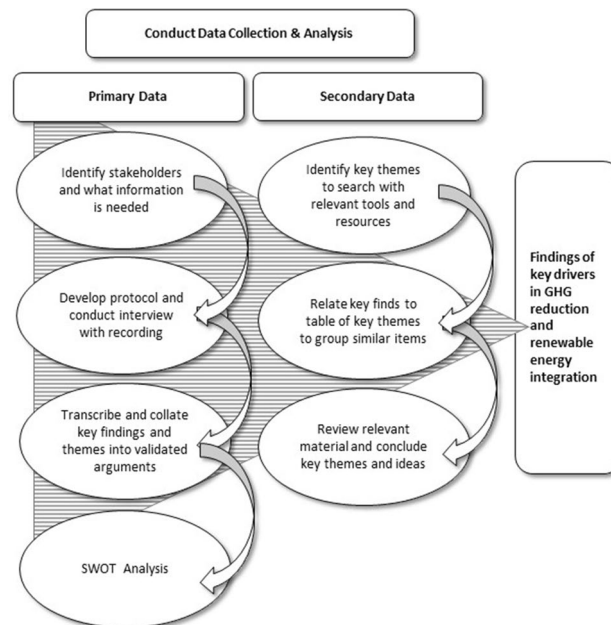 Conduct Data Collection & Analysis
Primary Data
Secondary Data
Identify stakeholders
and what information
is needed
Develop protocol and
conduct interview
with recording
Transcribe and collate
key findings and
themes into validated
arguments
SWOT Analysis
Identify key themes
to search with
relevant tools and
resources
Relate key finds to
table of key themes
to group similar items
Review relevant
material and conclude
key themes and ideas
Findings of
key drivers
in GHG
reduction
and
renewable
energy
integration